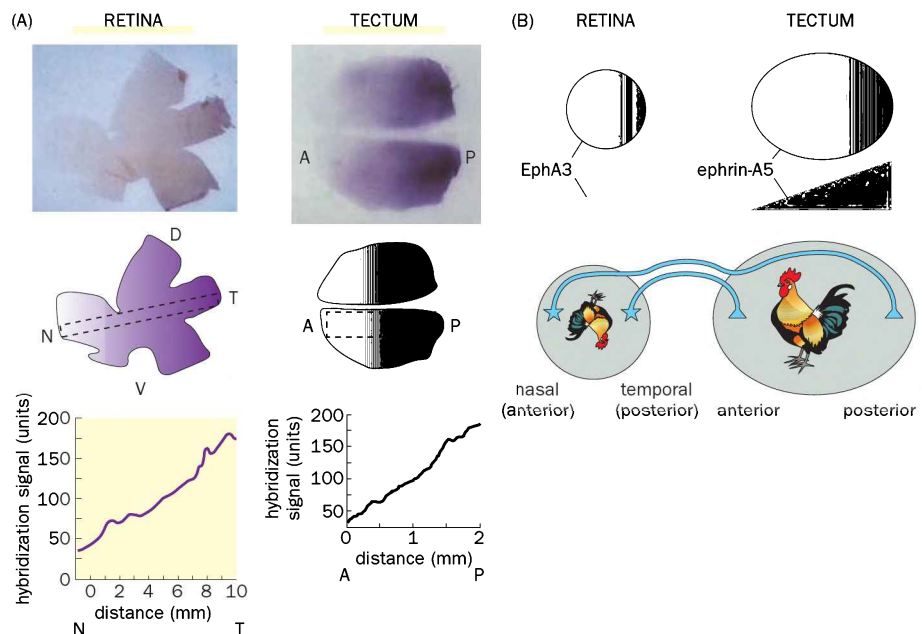 (A)
RETINA
TECTUM
A
P
D
N
T
V
A
P
hybridization signal (units)
200
150
100
50
0
0 2 4 6 8 10
distance (mm)
N T
hybridization
signal (units)
200
150
100
50
0 1 2
distance (mm)
A P
(B)
RETINA
TECTUM
EphA3
ephrin-A5
nasal
(anterior)
temporal
(posterior)
anterior
posterior